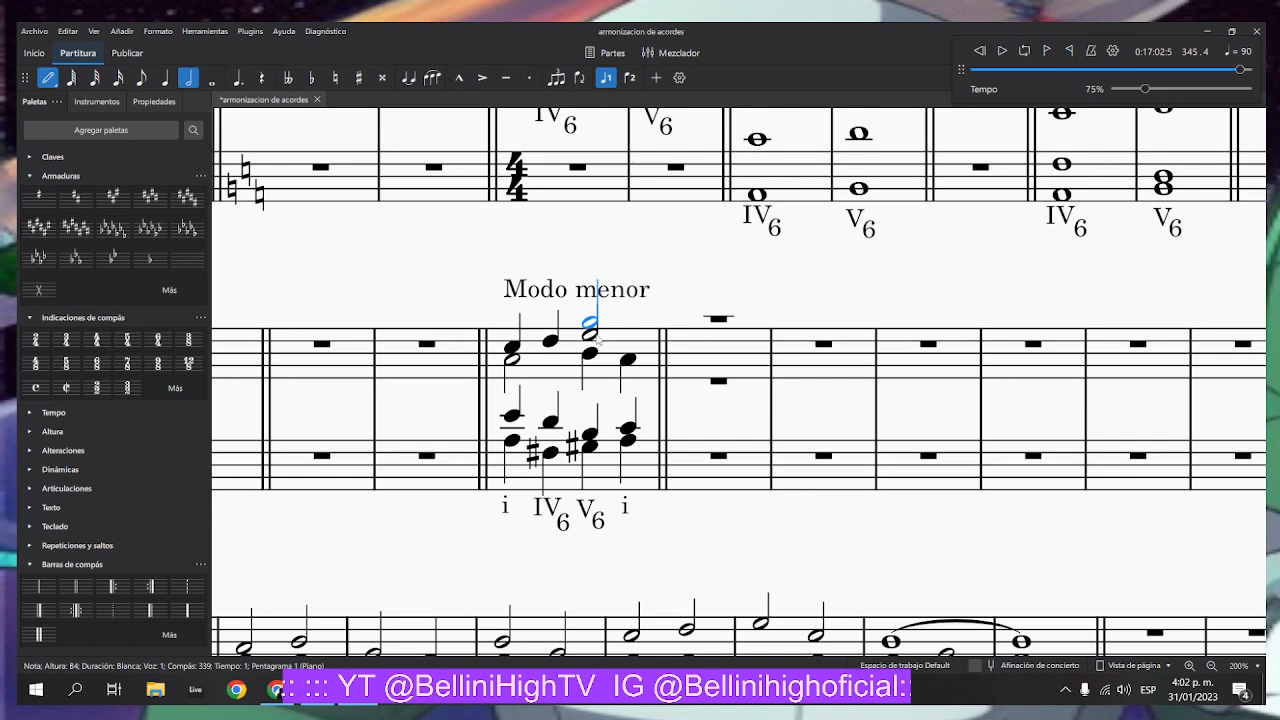 Archivo Editar Ver Añadir Formato Herramientas Plugins Ayuda Diagnóstico
armonizacion de acordes
Inicio Partitura Publicar
Partes Mezclador
0:17:02:5 345 . 4 = 90
Tempo 75%
Paletas Instrumentos Propiedades
*armonizacion de acordes
Agregar paletas
Claves
Armaduras
Más
Indicaciones de compás
Más
Tempo
Altura
Alteraciones
Dinámicas
Articulaciones
Texto
Teclado
Repeticiones y saltos
Barras de compás
Más
IV6 V6
IV6 V6 IV6 V6
Modo menor
i IV6 V6 i
Nota; Altura: B4; Duración: Blanca; Voz: 1; Compás: 339; Tiempo: 1; Pentagrama 1 (Piano)
Espacio de trabajo Default Afinación de concierto Vista de página 200%
Live
:: ::: YT @BelliniHighTV IG @Bellinihighoficial::
ESP
4:02 p. m.
31/01/2023
4